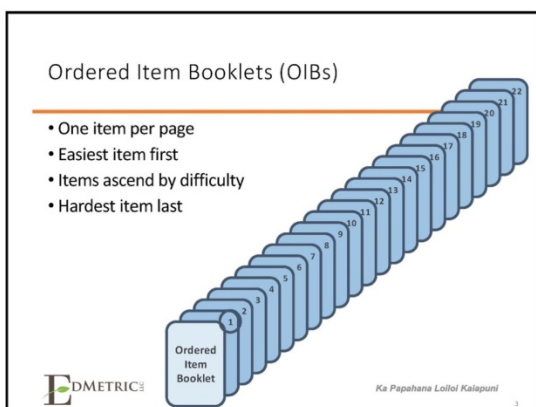 Ordered Item Booklets (OIBs)
• One item per page
• Easiest item first
• Items ascend by difficulty
• Hardest item last
22
21
20
19
18
17
16
15
14
13
12
11
10
9
8
7
6
5
4
3
2
1
Ordered
Item
Booklet
EDMETRIC LLC
Ka Papahana Loiloi Kaiapuni
3